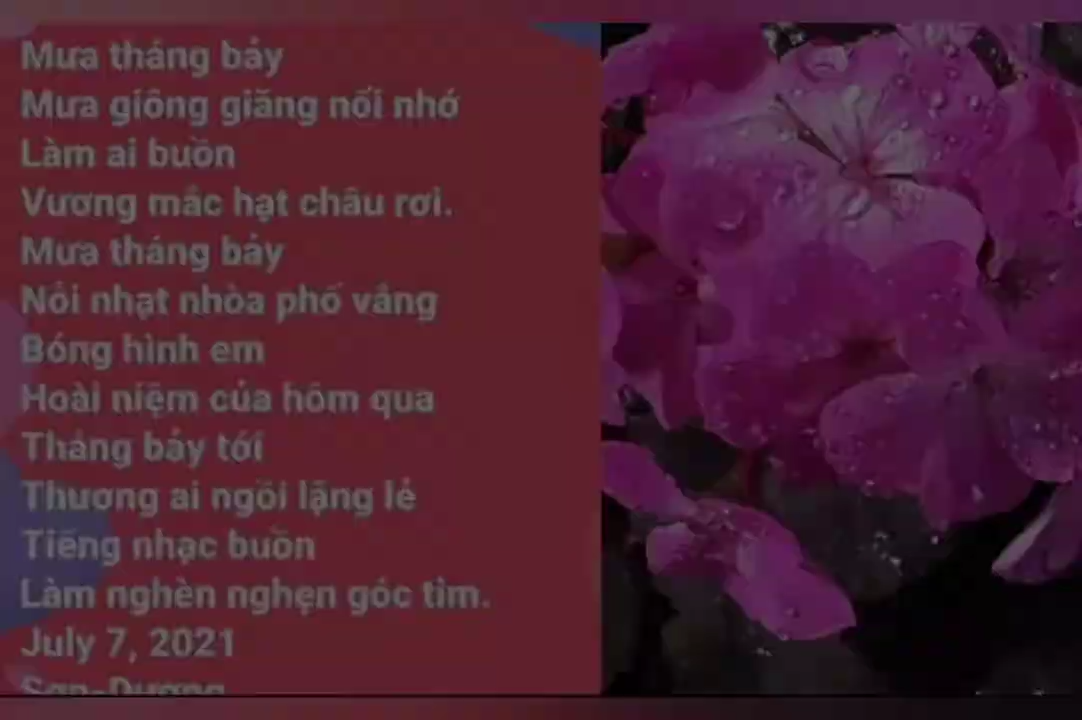 Mưa tháng bảy
Mưa giông giăng nỗi nhớ
Làm ai buồn
Vương mắc hạt châu rơi.
Mưa tháng bảy
Nỗi nhạt nhòa phố vắng
Bóng hình em
Hoài niệm của hôm qua
Tháng bảy tới
Thương ai ngồi lặng lẽ
Tiếng nhạc buồn
Làm nghèn nghẹn góc tim.
July 7, 2021
Sơn-Dương